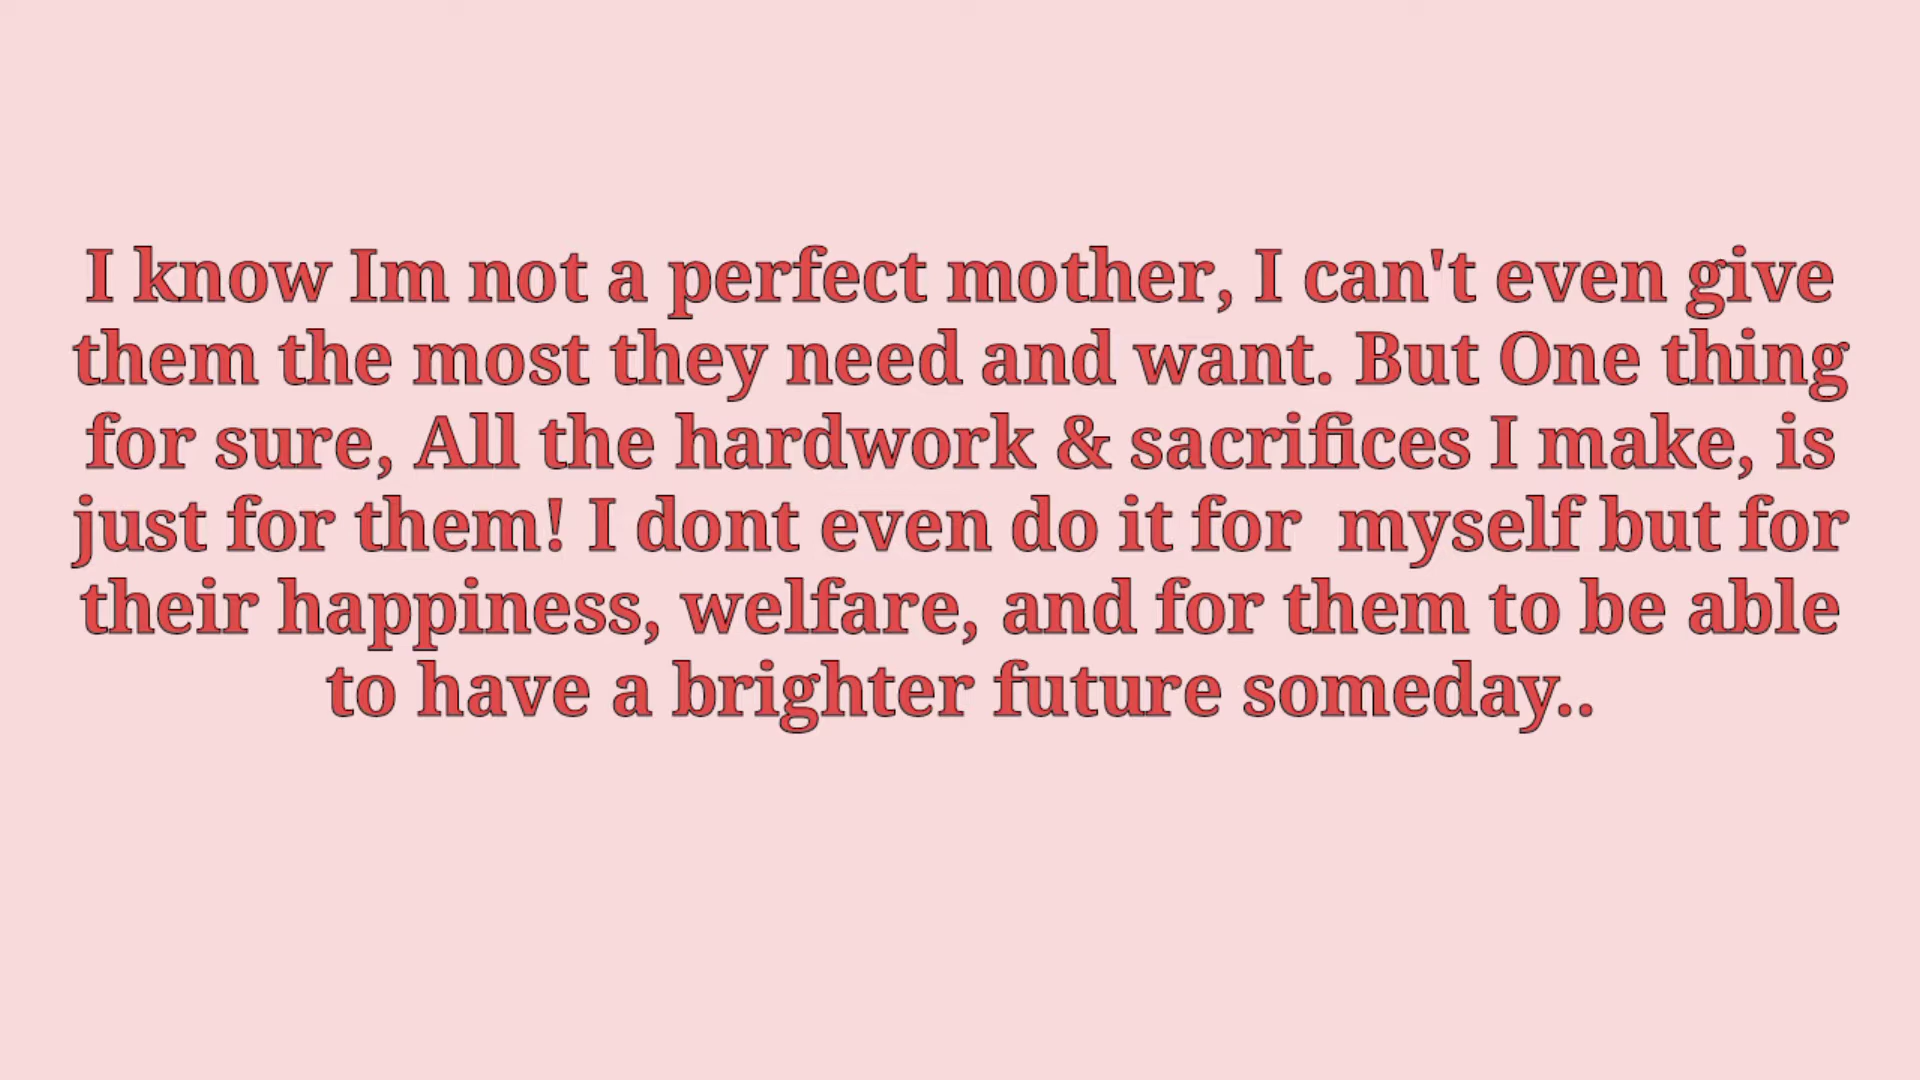 I know Im not a perfect mother, I can't even give
them the most they need and want. But One thing
for sure, All the hardwork & sacrifices I make, is
just for them! I dont even do it for  myself but for
their happiness, welfare, and for them to be able
to have a brighter future someday..